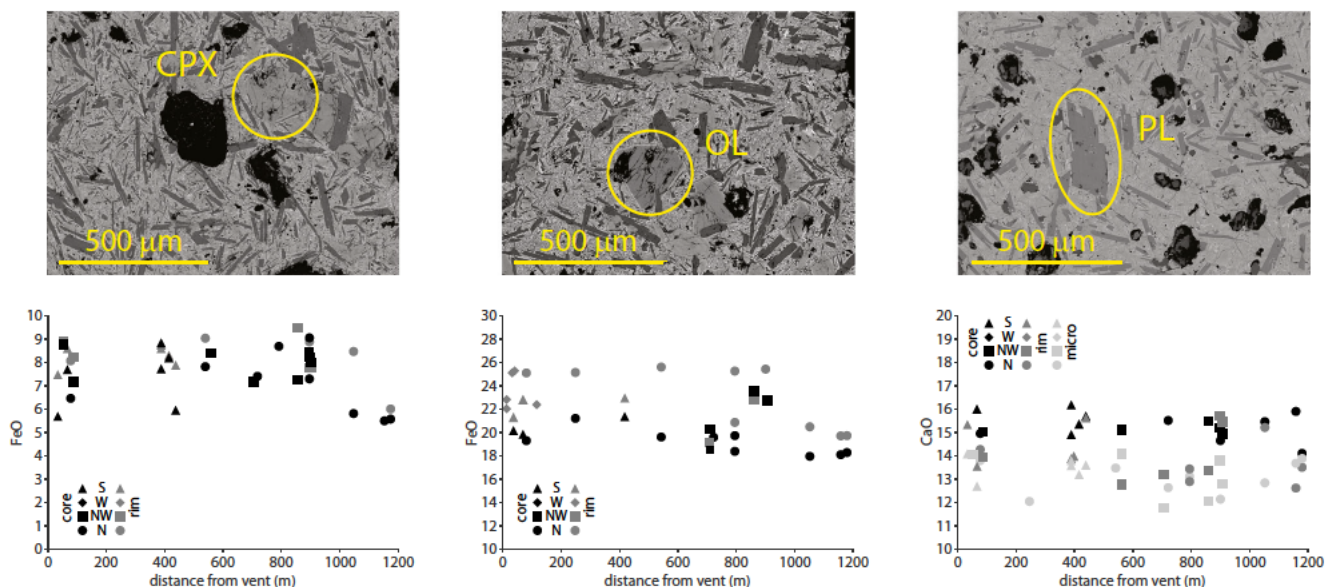 CPX
500 µm
OL
500 µm
PL
500 µm
FeO
10
9
8
7
6
5
4
3
2
1
0
core
S
W
NW
N
rim
0 200 400 600 800 1000 1200
distance from vent (m)
FeO
30
28
26
24
22
20
18
16
14
12
10
core
S
W
NW
N
rim
0 200 400 600 800 1000 1200
distance from vent (m)
CaO
20
19
18
17
16
15
14
13
12
11
10
core
S
W
NW
N
rim
micro
0 200 400 600 800 1000 1200
distance from vent (m)